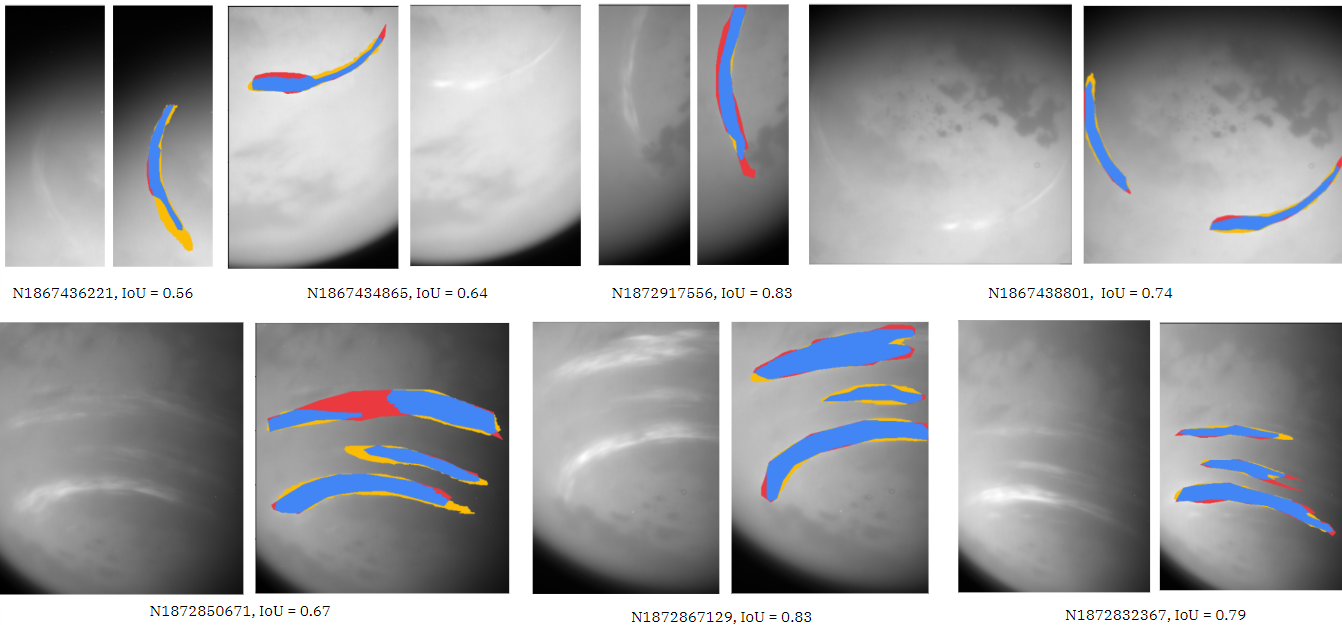 N1867436221, IoU = 0.56
N1867434865, IoU = 0.64
N1872917556, IoU = 0.83
N1867438801, IoU = 0.74
N1872850671, IoU = 0.67
N1872867129, IoU = 0.83
N1872832367, IoU = 0.79